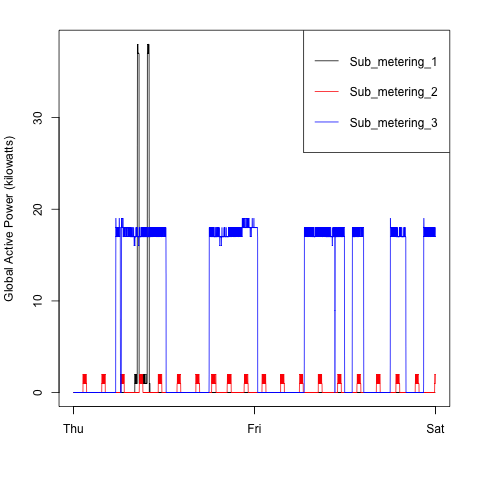 Sub_metering_1
Sub_metering_2
Sub_metering_3
Global Active Power (kilowatts)
30
20
10
0
Thu Fri Sat